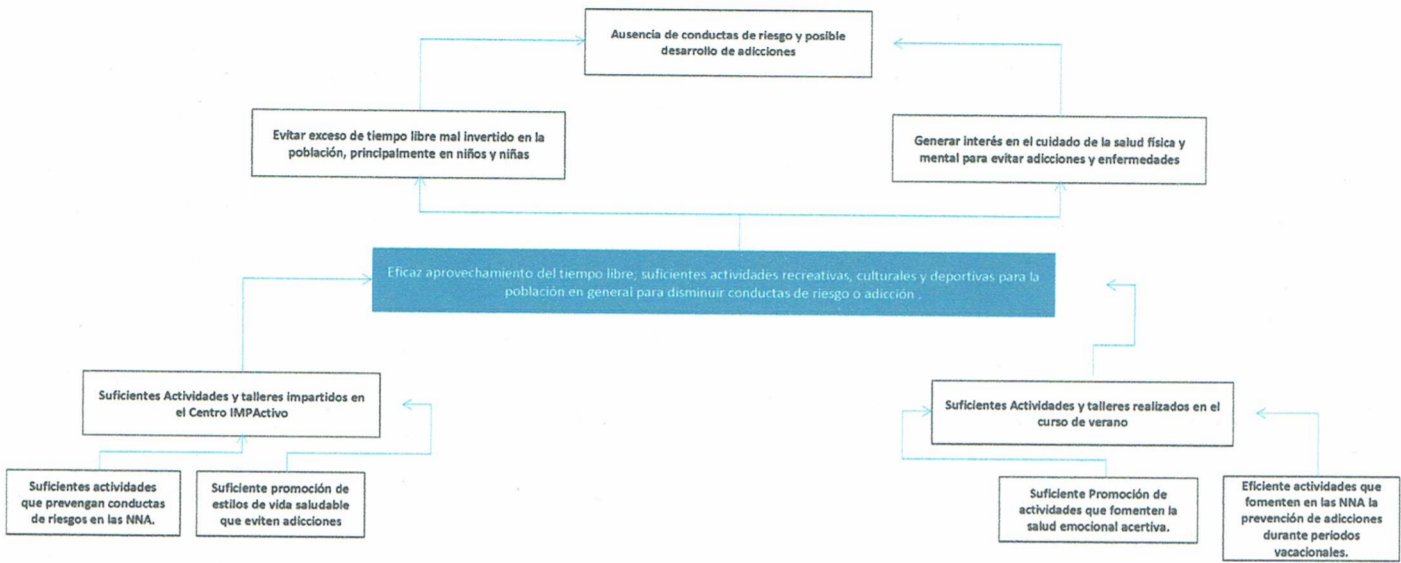 Ausencia de conductas de riesgo y posible
desarrollo de adicciones
Evitar exceso de tiempo libre mal invertido en la
población, principalmente en niños y niñas
Generar interés en el cuidado de la salud física y
mental para evitar adicciones y enfermedades
Eficaz aprovechamiento del tiempo libre; suficientes actividades recreativas, culturales y deportivas para la
población en general para disminuir conductas de riesgo o adicción .
Suficientes Actividades y talleres impartidos en
el Centro IMPActivo
Suficientes Actividades y talleres realizados en el
curso de verano
Suficientes actividades
que prevengan conductas
de riesgos en las NNA.
Suficiente promoción de
estilos de vida saludable
que eviten adicciones
Suficiente Promoción de
actividades que fomenten la
salud emocional acertiva.
Eficiente actividades que
fomenten en las NNA la
prevención de adicciones
durante periodos
vacacionales.